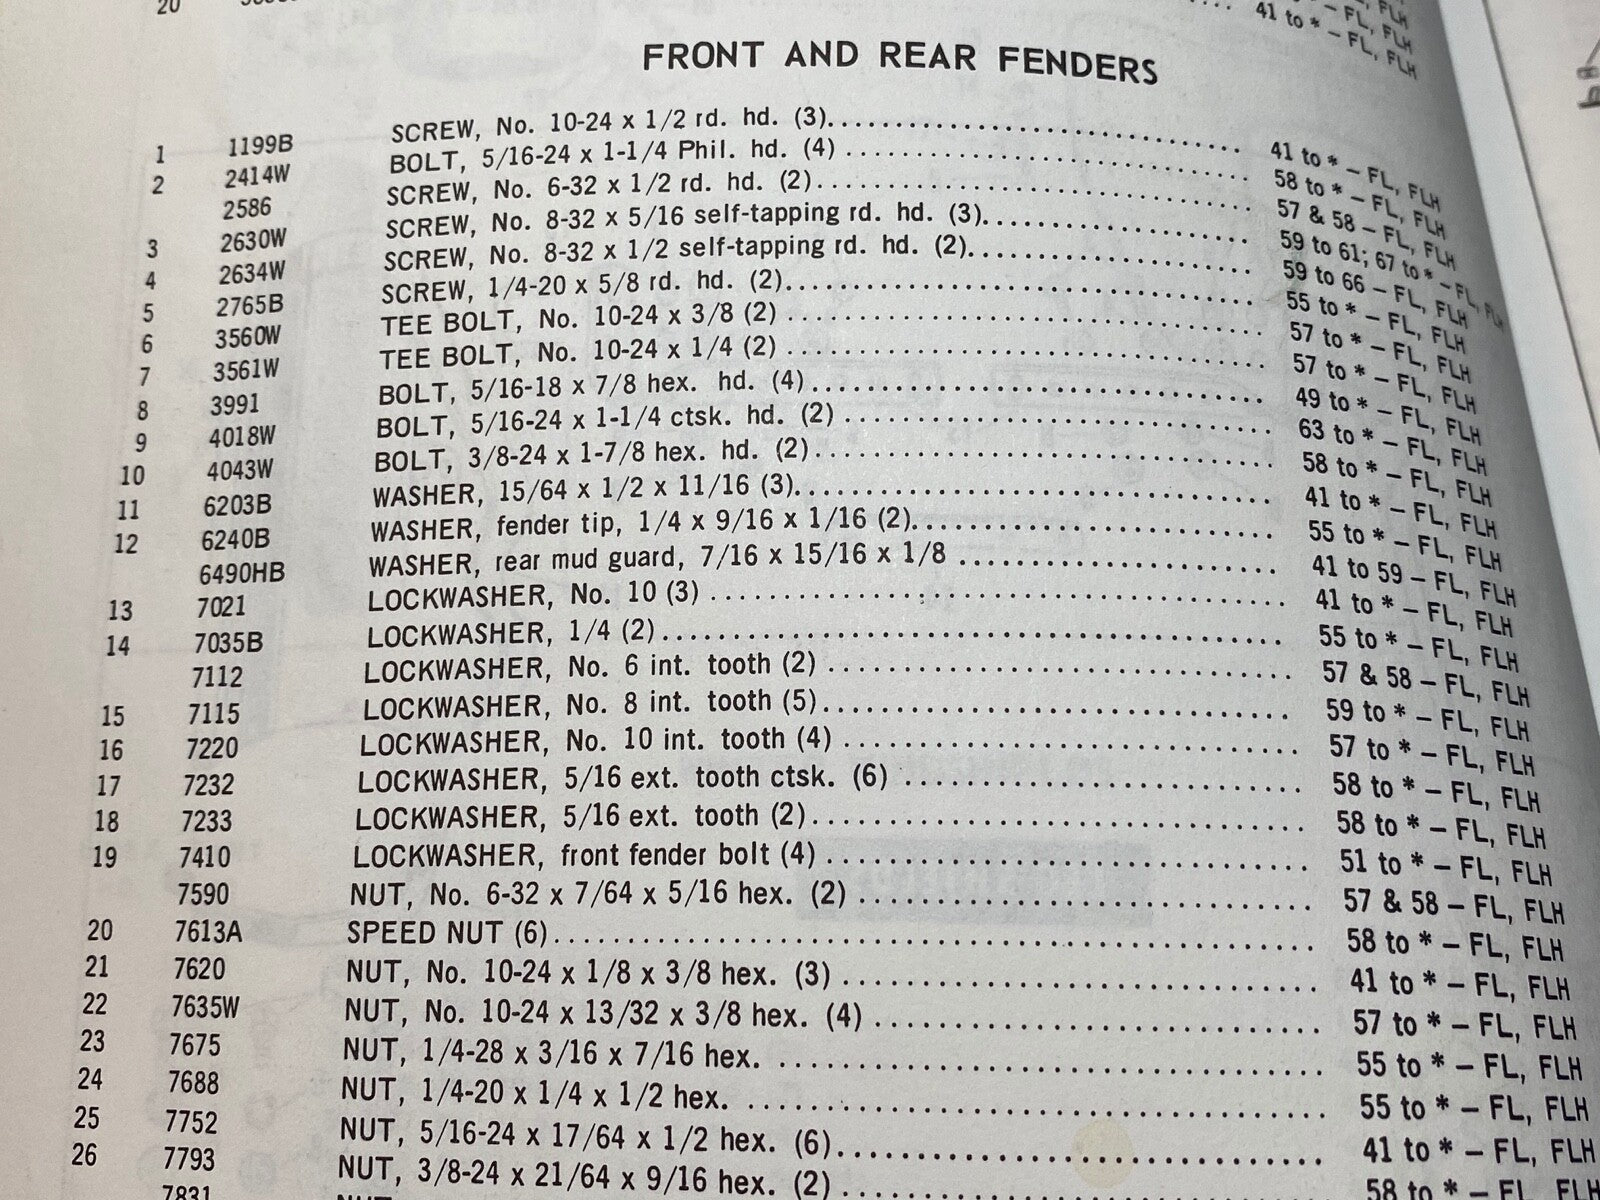 20
FL, FLH
* – FL, FLH
41 to * – FL, FLH
FRONT AND REAR FENDERS
1 1199B SCREW, No. 10-24 x 1/2 rd. hd. (3) 41 to * – FL, FLH
2 2414W BOLT, 5/16-24 x 1-1/4 Phil. hd. (4) 58 to * – FL, FLH
2586 SCREW, No. 6-32 x 1/2 rd. hd. (2) 57 & 58 – FL, FLH
3 2630W SCREW, No. 8-32 x 5/16 self-tapping rd. hd. (3) 59 to 61; 67 to * – FL, FLH
4 2634W SCREW, No. 8-32 x 1/2 self-tapping rd. hd. (2) 59 to 66 – FL, FLH
5 2765B SCREW, 1/4-20 x 5/8 rd. hd. (2) 55 to * – FL, FLH
6 3560W TEE BOLT, No. 10-24 x 3/8 (2) 57 to * – FL, FLH
7 3561W TEE BOLT, No. 10-24 x 1/4 (2) 57 to * – FL, FLH
8 3991 BOLT, 5/16-18 x 7/8 hex. hd. (4) 49 to * – FL, FLH
9 4018W BOLT, 5/16-24 x 1-1/4 ctsk. hd. (2) 63 to * – FL, FLH
10 4043W BOLT, 3/8-24 x 1-7/8 hex. hd. (2) 58 to * – FL, FLH
11 6203B WASHER, 15/64 x 1/2 x 11/16 (3) 41 to * – FL, FLH
12 6240B WASHER, fender tip, 1/4 x 9/16 x 1/16 (2) 55 to * – FL, FLH
6490HB WASHER, rear mud guard, 7/16 x 15/16 x 1/8 41 to 59 – FL, FLH
13 7021 LOCKWASHER, No. 10 (3) 41 to * – FL, FLH
14 7035B LOCKWASHER, 1/4 (2) 55 to * – FL, FLH
7112 LOCKWASHER, No. 6 int. tooth (2) 57 & 58 – FL, FLH
15 7115 LOCKWASHER, No. 8 int. tooth (5) 59 to * – FL, FLH
16 7220 LOCKWASHER, No. 10 int. tooth (4) 57 to * – FL, FLH
17 7232 LOCKWASHER, 5/16 ext. tooth ctsk. (6) 58 to * – FL, FLH
18 7233 LOCKWASHER, 5/16 ext. tooth (2) 58 to * – FL, FLH
19 7410 LOCKWASHER, front fender bolt (4) 51 to * – FL, FLH
7590 NUT, No. 6-32 x 7/64 x 5/16 hex. (2) 57 & 58 – FL, FLH
20 7613A SPEED NUT (6) 58 to * – FL, FLH
21 7620 NUT, No. 10-24 x 1/8 x 3/8 hex. (3) 41 to * – FL, FLH
22 7635W NUT, No. 10-24 x 13/32 x 3/8 hex. (4) 57 to * – FL, FLH
23 7675 NUT, 1/4-28 x 3/16 x 7/16 hex. 55 to * – FL, FLH
24 7688 NUT, 1/4-20 x 1/4 x 1/2 hex. 55 to * – FL, FLH
25 7752 NUT, 5/16-24 x 17/64 x 1/2 hex. (6) 41 to * – FL, FLH
26 7793 NUT, 3/8-24 x 21/64 x 9/16 hex. (2) 58 to * – FL, FLH
7831